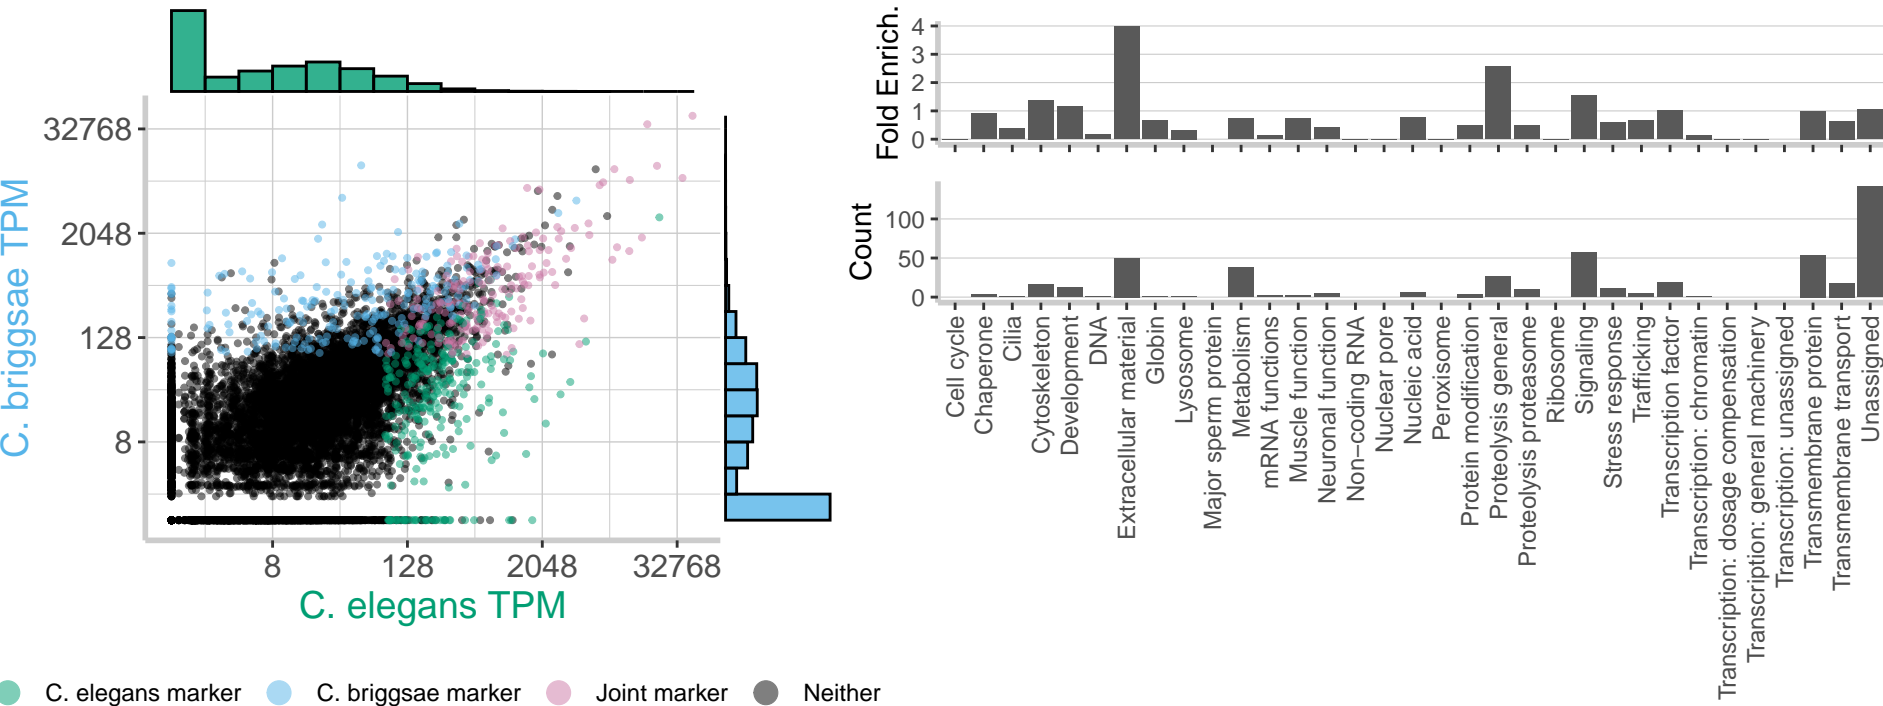 C. briggsae TPM
32768
2048
128
8
8
128
2048
32768
C. elegans TPM
C. elegans marker
C. briggsae marker
Joint marker
Neither
Fold Enrich.
4
3
2
1
0
Count
100
50
0
Cell cycle
Chaperone
Cilia
Cytoskeleton
Development
DNA
Extracellular material
Globin
Lysosome
Major sperm protein
Metabolism
mRNA functions
Muscle function
Neuronal function
Non−coding RNA
Nuclear pore
Nucleic acid
Peroxisome
Protein modification
Proteolysis general
Proteolysis proteasome
Ribosome
Signaling
Stress response
Trafficking
Transcription factor
Transcription: chromatin
Transcription: dosage compensation
Transcription: general machinery
Transcription: unassigned
Transmembrane protein
Transmembrane transport
Unassigned